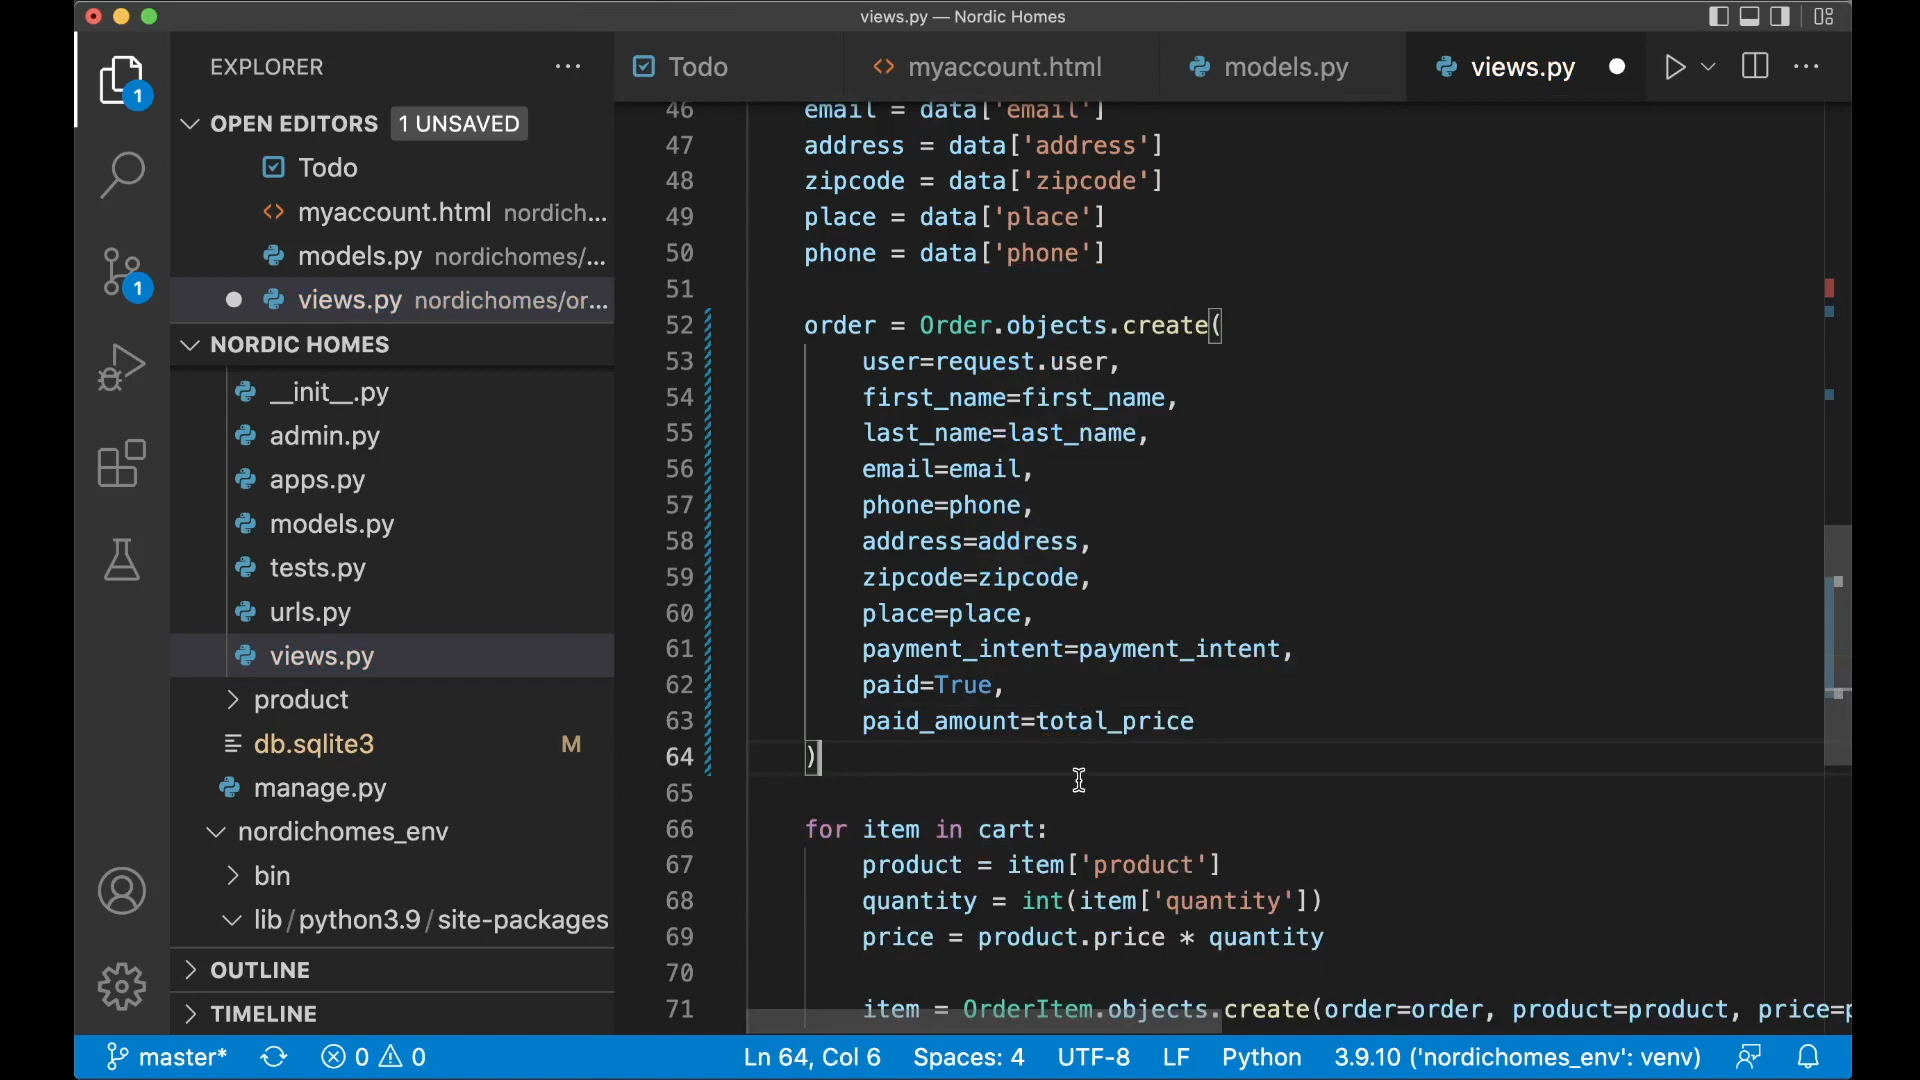 views.py — Nordic Homes
EXPLORER
Todo
myaccount.html
models.py
views.py
1
OPEN EDITORS 1 UNSAVED
Todo
myaccount.html nordich...
models.py nordichomes/...
views.py nordichomes/or...
1
NORDIC HOMES
__init__.py
admin.py
apps.py
models.py
tests.py
urls.py
views.py
product
db.sqlite3 M
manage.py
nordichomes_env
bin
lib/python3.9/site-packages
OUTLINE
TIMELINE
46 email = data['email']
47 address = data['address']
48 zipcode = data['zipcode']
49 place = data['place']
50 phone = data['phone']
51
52 order = Order.objects.create(
53 user=request.user,
54 first_name=first_name,
55 last_name=last_name,
56 email=email,
57 phone=phone,
58 address=address,
59 zipcode=zipcode,
60 place=place,
61 payment_intent=payment_intent,
62 paid=True,
63 paid_amount=total_price
64 )
65
66 for item in cart:
67 product = item['product']
68 quantity = int(item['quantity'])
69 price = product.price * quantity
70
71 item = OrderItem.objects.create(order=order, product=product, price=p
master* 0 0 Ln 64, Col 6 Spaces: 4 UTF-8 LF Python 3.9.10 ('nordichomes_env': venv)